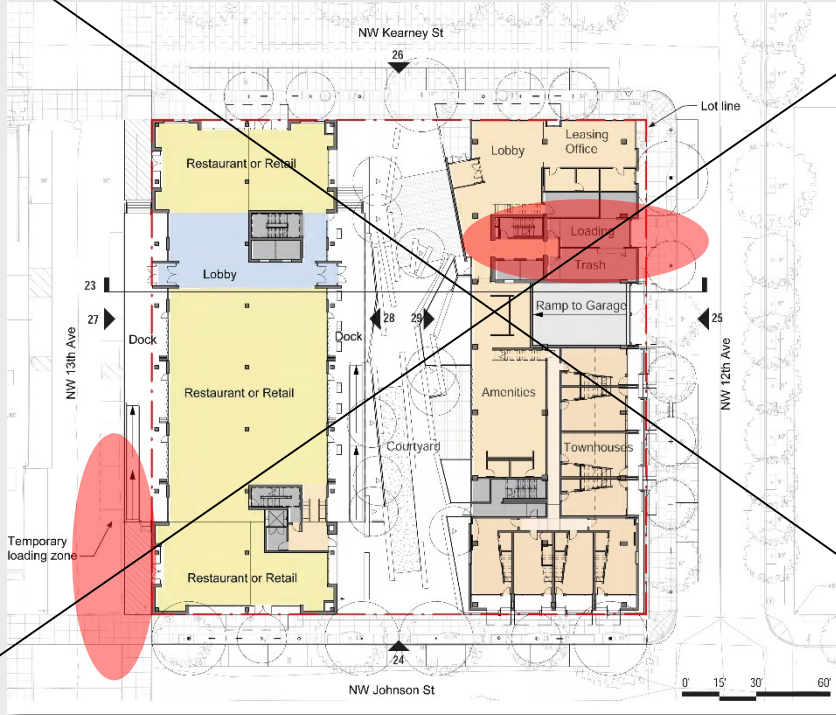 NW Kearney St
26
Lot line
Lobby
Leasing
Office
Restaurant or Retail
Loading
Trash
Lobby
23
27
28
29
25
Ramp to Garage
Dock
Dock
NW 13th Ave
NW 12th Ave
Restaurant or Retail
Amenities
Courtyard
Townhouses
Temporary
loading zone
Restaurant or Retail
24
NW Johnson St
0' 15' 30' 60'